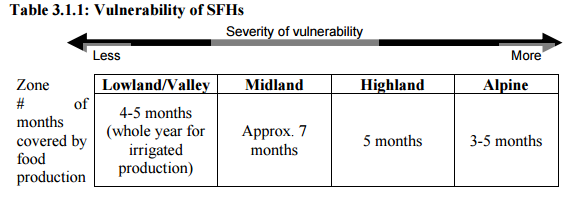 Table 3.1.1: Vulnerability of SFHs
Severity of vulnerability
Less More
Zone Lowland/Valley Midland Highland Alpine
# of
months
covered by
food
production
4-5 months
(whole year for
irrigated
production)
Approx. 7
months
5 months
3-5 months